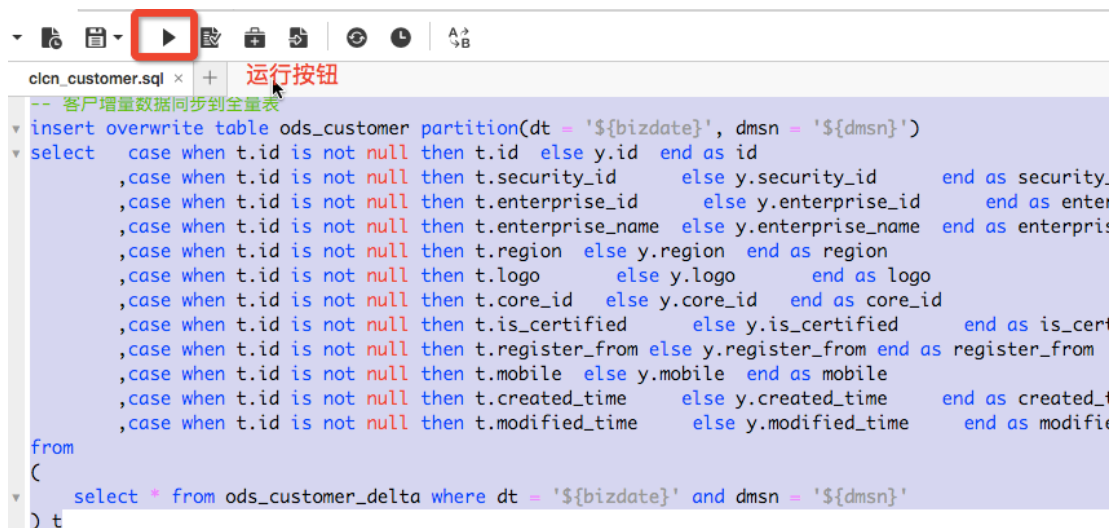 A
B
clcn_customer.sql × +
运行按钮
-- 客户增量数据同步到全量表
insert overwrite table ods_customer partition(dt = '${bizdate}', dmsn = '${dmsn}')
select case when t.id is not null then t.id else y.id end as id
,case when t.id is not null then t.security_id else y.security_id end as security_
,case when t.id is not null then t.enterprise_id else y.enterprise_id end as enter
,case when t.id is not null then t.enterprise_name else y.enterprise_name end as enterpris
,case when t.id is not null then t.region else y.region end as region
,case when t.id is not null then t.logo else y.logo end as logo
,case when t.id is not null then t.core_id else y.core_id end as core_id
,case when t.id is not null then t.is_certified else y.is_certified end as is_cert
,case when t.id is not null then t.register_from else y.register_from end as register_from
,case when t.id is not null then t.mobile else y.mobile end as mobile
,case when t.id is not null then t.created_time else y.created_time end as created_t
,case when t.id is not null then t.modified_time else y.modified_time end as modifie
from
(
select * from ods_customer_delta where dt = '${bizdate}' and dmsn = '${dmsn}'
) t